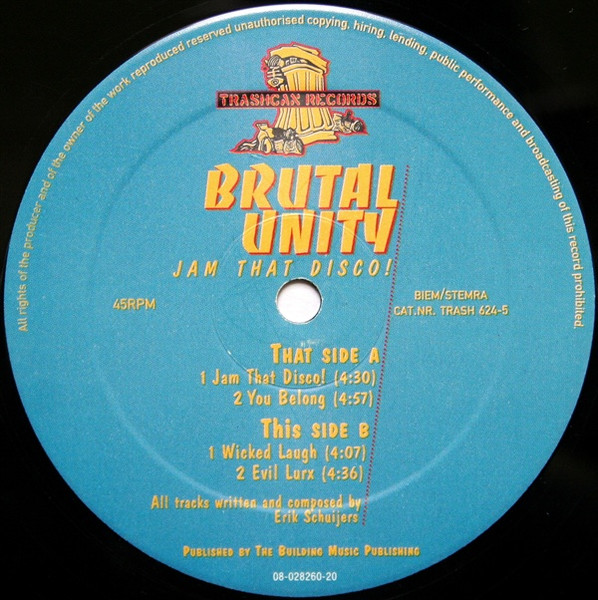 All rights of the producer and of the owner of the work reproduced reserved unauthorised copying, hiring, lending, public performance and broadcasting of this record prohibited.
TRASHCAN RECORDS
BRUTAL
UNITY
JAM THAT DISCO!
45RPM
BIEM/STEMRA
CAT.NR. TRASH 624-5
THAT SIDE A
1 Jam That Disco! (4:30)
2 You Belong (4:57)
This SIDE B
1 Wicked Laugh (4:07)
2 Evil Lurx (4:36)
All tracks written and composed by
Erik Schuijers
PUBLISHED BY THE BUILDING MUSIC PUBLISHING
08-028260-20